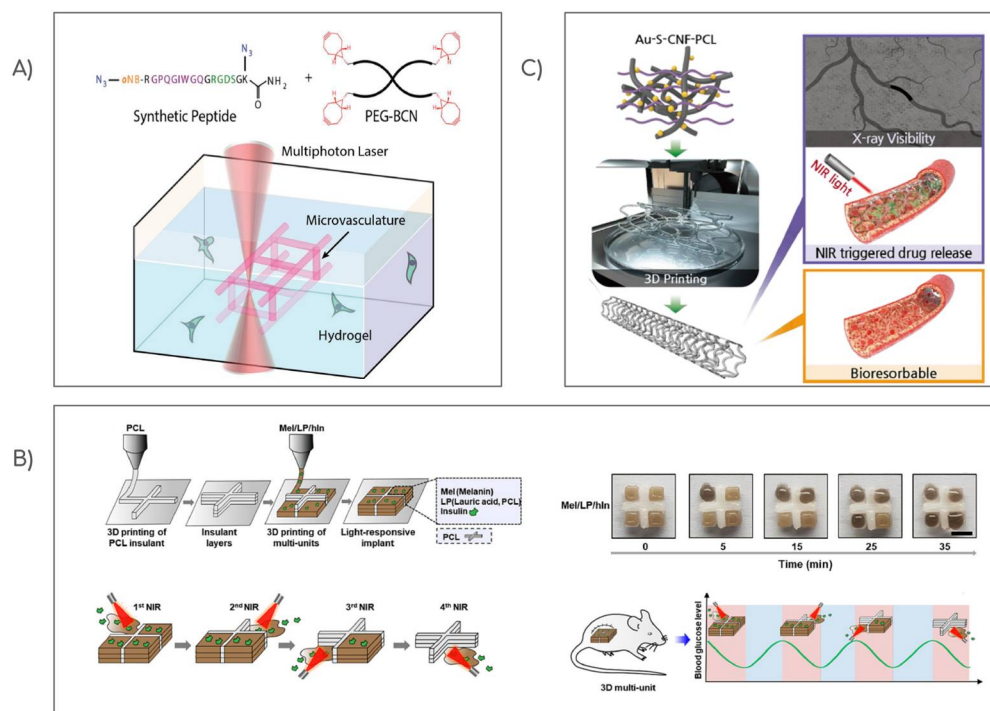 A)
N₃
N₃—oNB-RGPQGIWGQGRGDSGK
NH₂
O
+
H
H
H
H
H
H
H
H
Synthetic Peptide
PEG-BCN
Multiphoton Laser
Microvasculature
Hydrogel
C)
Au-S-CNF-PCL
3D Printing
X-ray Visibility
NIR light
NIR triggered drug release
Bioresorbable
B)
PCL
Mel/LP/hIn
3D printing of
PCL insulant
Insulant
layers
3D printing of
multi-units
Light-responsive
implant
Mel (Melanin)
LP(Lauric acid, PCL)
Insulin
PCL
1st NIR
2nd NIR
3rd NIR
4th NIR
Mel/LP/hIn
0
5
15
25
35
Time (min)
3D multi-unit
Blood glucose level